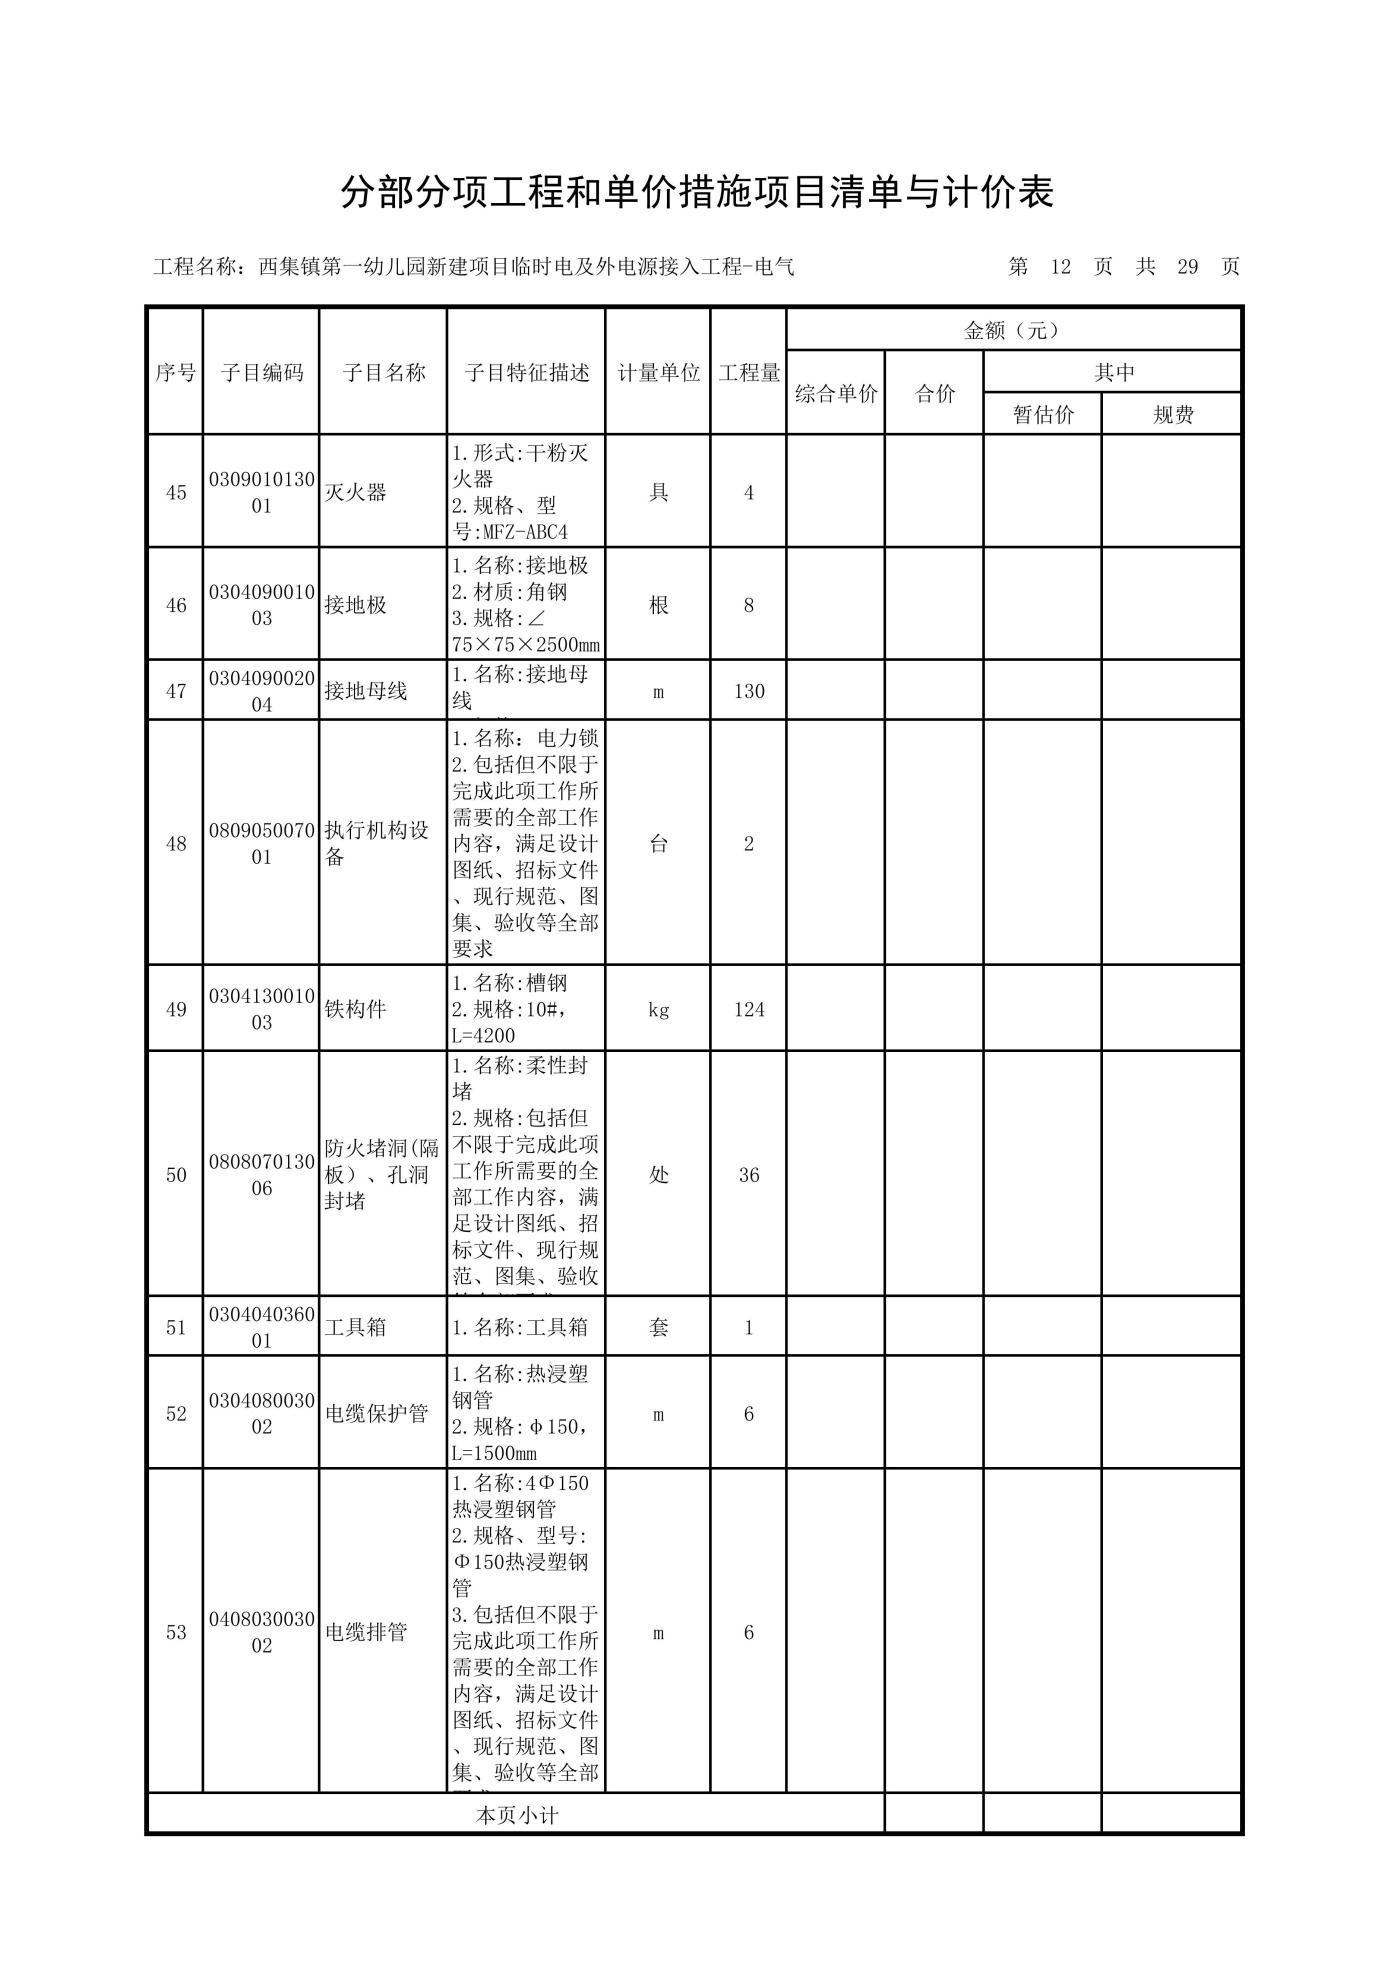 分部分项工程和单价措施项目清单与计价表
工程名称：西集镇第一幼儿园新建项目临时电及外电源接入工程-电气 第 12 页 共 29 页
序号 子目编码 子目名称 子目特征描述 计量单位 工程量 金额（元）
综合单价 合价 其中
暂估价 规费
45 0309010130
01 灭火器 1.形式:干粉灭
火器
2.规格、型
号:MFZ-ABC4 具 4
46 0304090010
03 接地极 1.名称:接地极
2.材质:角钢
3.规格:∠
75×75×2500mm 根 8
47 0304090020
04 接地母线 1.名称:接地母
线 m 130
48 0809050070
01 执行机构设
备 1.名称：电力锁
2.包括但不限于
完成此项工作所
需要的全部工作
内容，满足设计
图纸、招标文件
、现行规范、图
集、验收等全部
要求 台 2
49 0304130010
03 铁构件 1.名称:槽钢
2.规格:10#，
L=4200 kg 124
50 0808070130
06 防火堵洞(隔
板）、孔洞
封堵 1.名称:柔性封
堵
2.规格:包括但
不限于完成此项
工作所需要的全
部工作内容，满
足设计图纸、招
标文件、现行规
范、图集、验收 处 36
51 0304040360
01 工具箱 1.名称:工具箱 套 1
52 0304080030
02 电缆保护管 1.名称:热浸塑
钢管
2.规格:φ150，
L=1500mm m 6
53 0408030030
02 电缆排管 1.名称:4Φ150
热浸塑钢管
2.规格、型号:
Φ150热浸塑钢
管
3.包括但不限于
完成此项工作所
需要的全部工作
内容，满足设计
图纸、招标文件
、现行规范、图
集、验收等全部 m 6
本页小计